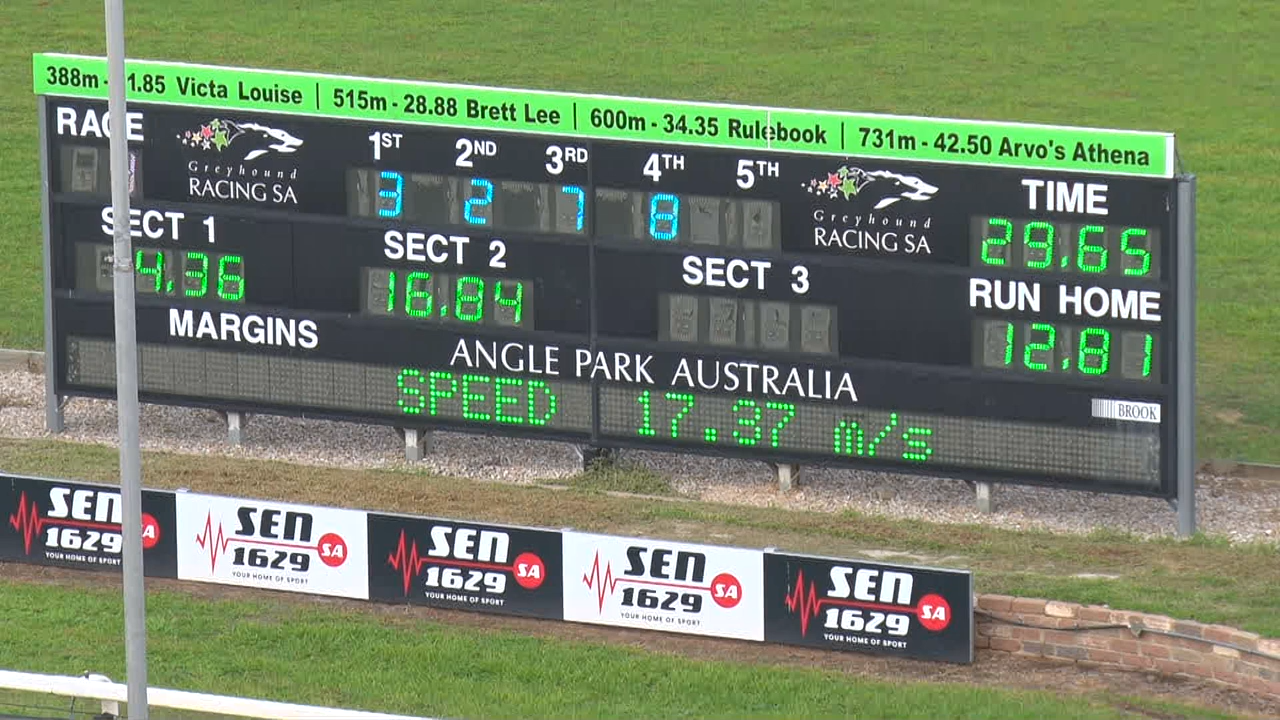 388m - 1.85 Victa Louise | 515m - 28.88 Brett Lee | 600m - 34.35 Rulebook | 731m - 42.50 Arvo's Athena
RACE
Greyhound
RACING SA
1ST 2ND 3RD 4TH 5TH
3 2 7 8
Greyhound
RACING SA
TIME
29.65
SECT 1
4.36
SECT 2
16.84
SECT 3
RUN HOME
12.81
MARGINS
ANGLE PARK AUSTRALIA
SPEED 17.37 m/s
BROOK
SEN
1629
YOUR HOME OF SPORT
SEN
1629 SA
YOUR HOME OF SPORT
SEN
1629 SA
YOUR HOME OF SPORT
SEN
1629 SA
YOUR HOME OF SPORT
SEN
1629 SA
YOUR HOME OF SPORT